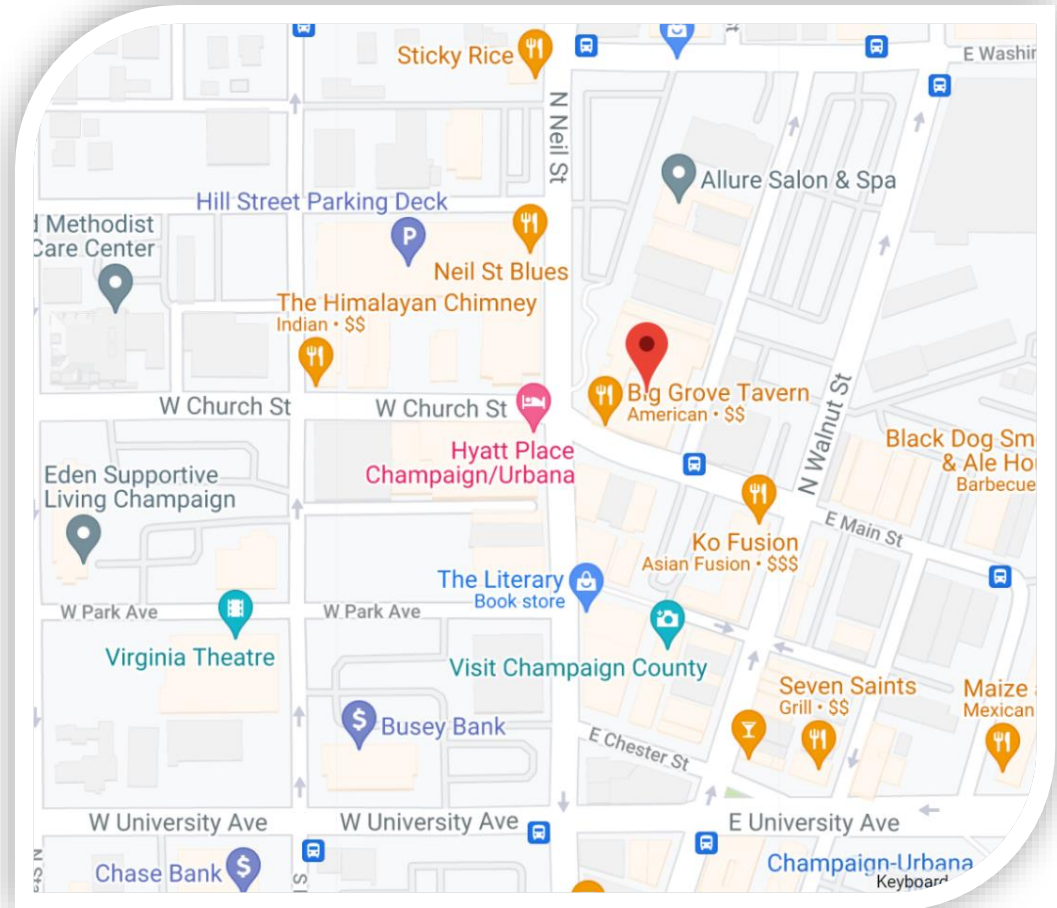 Sticky Rice
E Washin
N Neil St
Allure Salon & Spa
Hill Street Parking Deck
P
d Methodist
Care Center
Neil St Blues
The Himalayan Chimney
Indian • $$
W Church St
W Church St
Big Grove Tavern
American • $$
N Walnut St
Hyatt Place
Champaign/Urbana
Black Dog Sm
& Ale Ho
Barbecue
Eden Supportive
Living Champaign
E Main St
Ko Fusion
Asian Fusion • $$$
The Literary
Book store
W Park Ave
W Park Ave
Virginia Theatre
Visit Champaign County
Seven Saints
Grill • $$
Maize
Mexican
$
Busey Bank
E Chester St
W University Ave
W University Ave
E University Ave
Chase Bank
$
Champaign-Urbana
Keyboard
N Sta